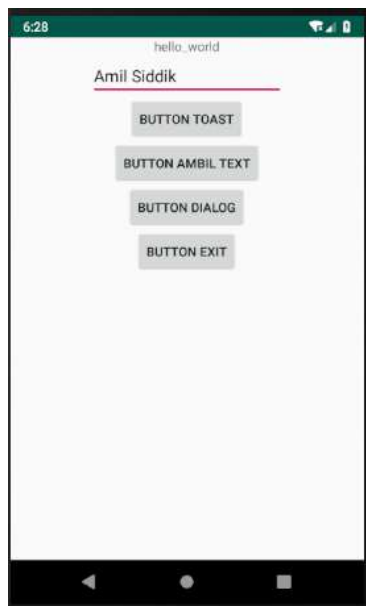 6:28
hello_world
Amil Siddik
BUTTON TOAST
BUTTON AMBIL TEXT
BUTTON DIALOG
BUTTON EXIT